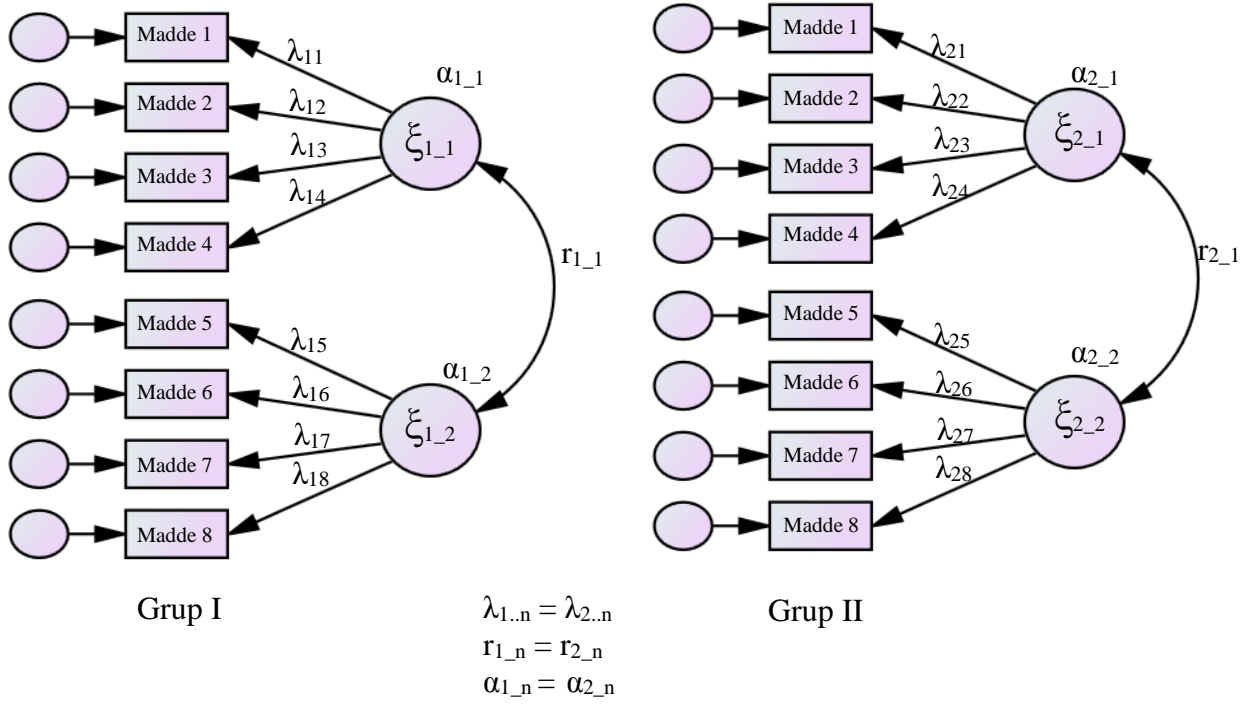 Madde 1
λ11
α1_1
Madde 2
λ12
ξ1_1
Madde 3
λ13
λ14
Madde 4
r1_1
Madde 5
λ15
α1_2
Madde 6
λ16
ξ1_2
Madde 7
λ17
λ18
Madde 8
Grup I
Madde 1
λ21
α2_1
Madde 2
λ22
ξ2_1
Madde 3
λ23
λ24
Madde 4
r2_1
Madde 5
λ25
α2_2
Madde 6
λ26
ξ2_2
Madde 7
λ27
λ28
Madde 8
Grup II
λ1..n = λ2..n
r1_n = r2_n
α1_n = α2_n